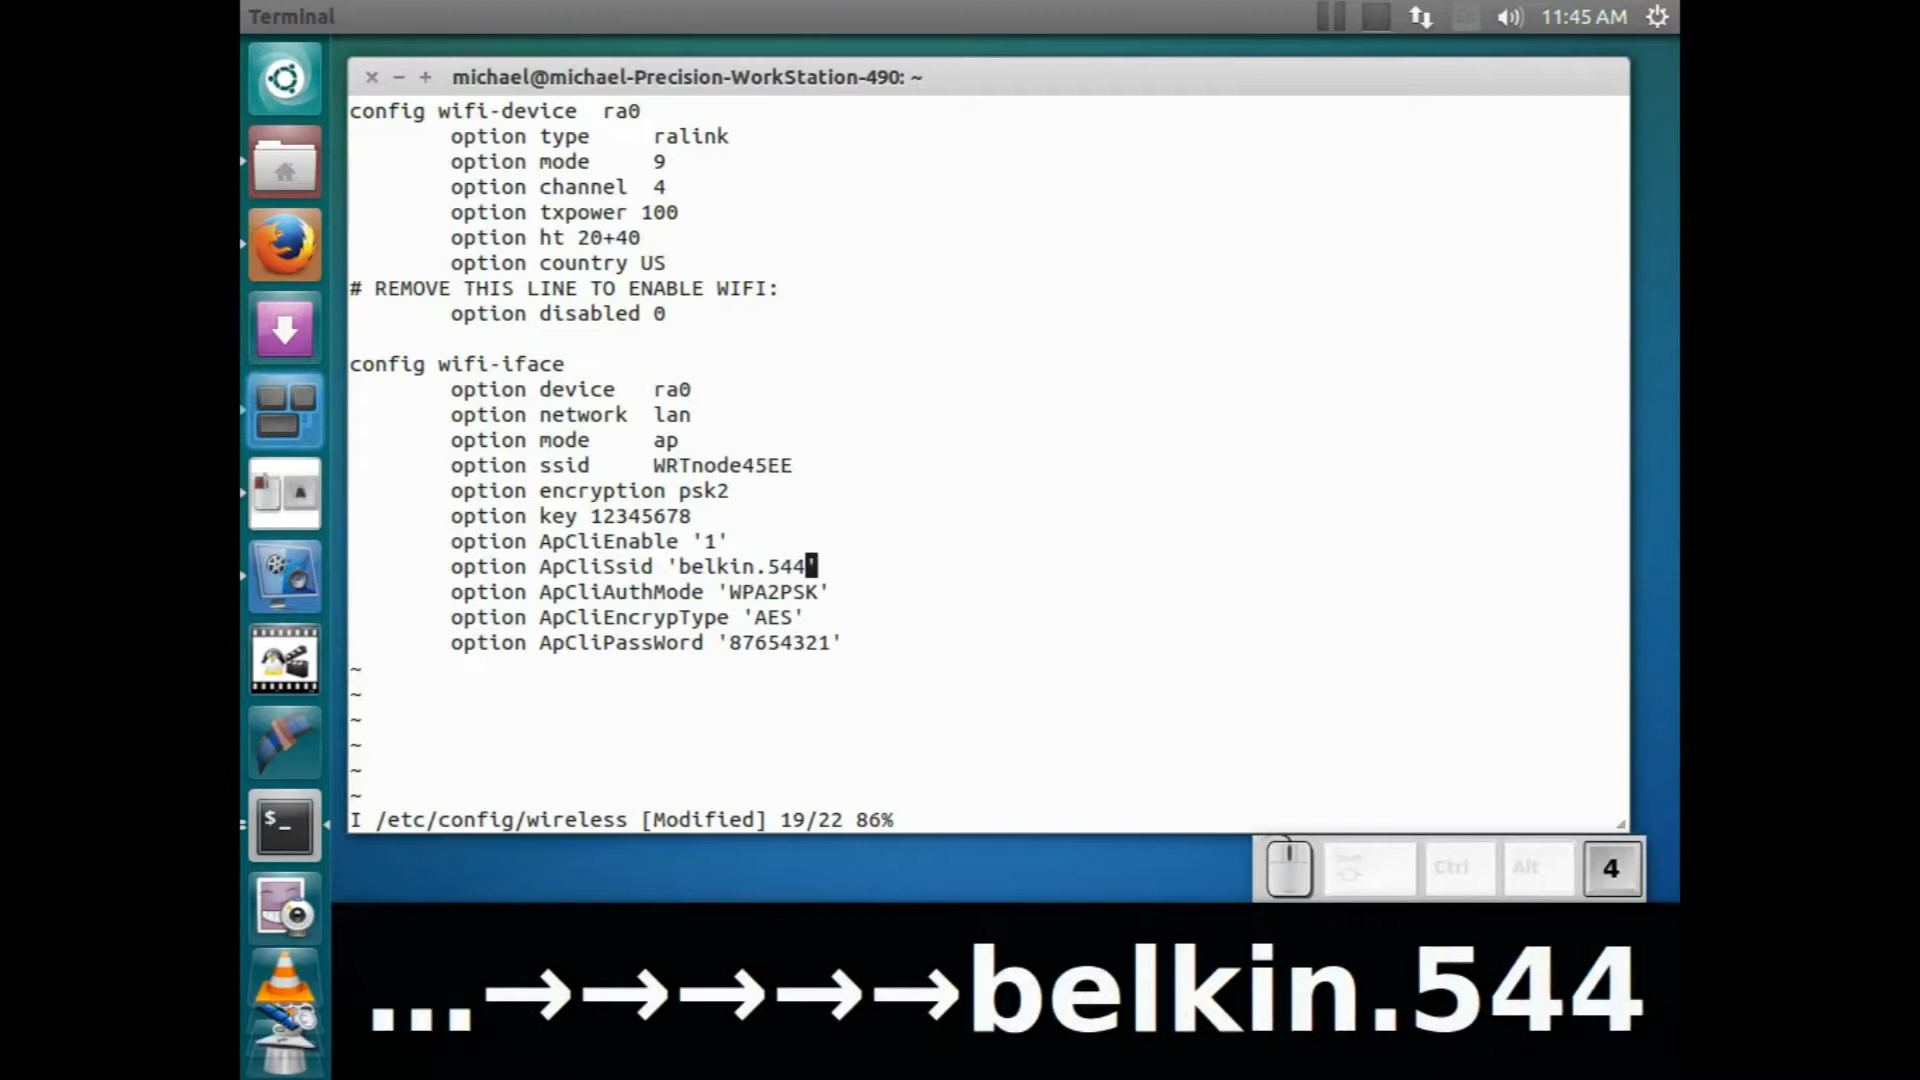 Terminal
11:45 AM
michael@michael-Precision-WorkStation-490: ~
config wifi-device  ra0
        option type     ralink
        option mode     9
        option channel  4
        option txpower 100
        option ht 20+40
        option country US
# REMOVE THIS LINE TO ENABLE WIFI:
        option disabled 0
config wifi-iface
        option device   ra0
        option network  lan
        option mode     ap
        option ssid     WRTnode45EE
        option encryption psk2
        option key 12345678
        option ApCliEnable '1'
        option ApCliSsid 'belkin.544'
        option ApCliAuthMode 'WPA2PSK'
        option ApCliEncrypType 'AES'
        option ApCliPassWord '87654321'
~
~
~
~
~
~
I /etc/config/wireless [Modified] 19/22 86%
Ctrl Alt 4
...→→→→→belkin.544